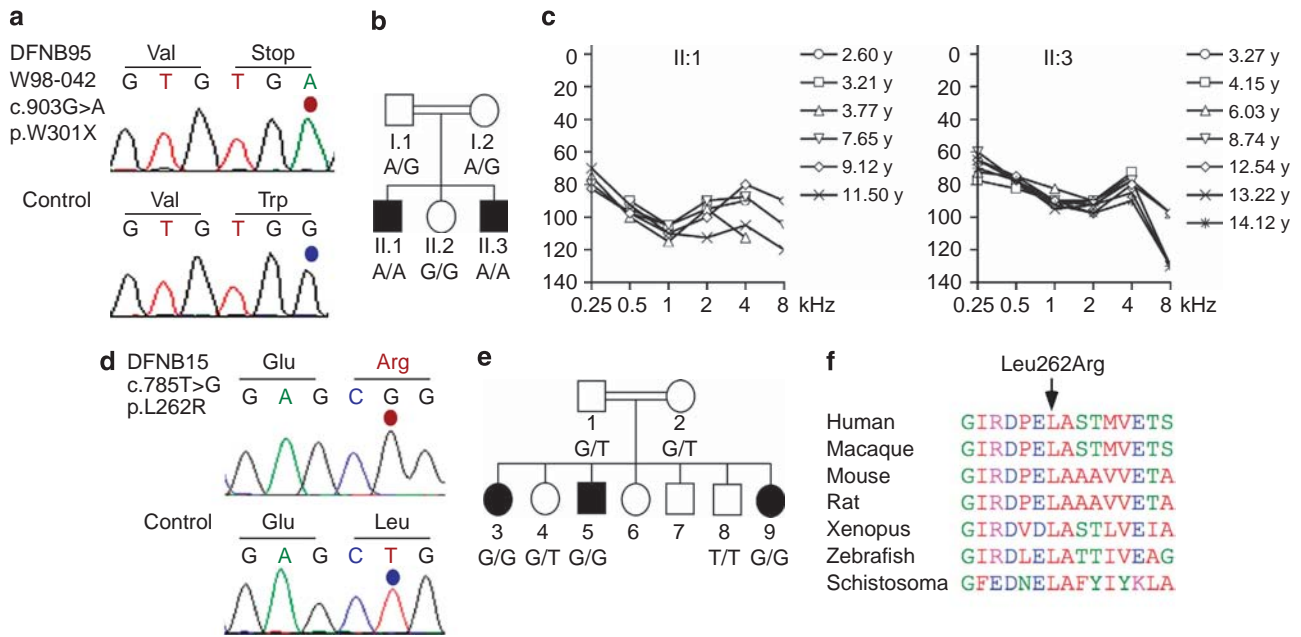 a
DFNB95
W98-042
c.903G>A
p.W301X
Val Stop
G T G T G A
Control
Val Trp
G T G T G G
b
I.1 I.2
A/G A/G
II.1 II.2 II.3
A/A G/G A/A
c
II:1
0
20
40
60
80
100
120
140
0.25 0.5 1 2 4 8 kHz
2.60 y
3.21 y
3.77 y
7.65 y
9.12 y
11.50 y
II:3
0
20
40
60
80
100
120
140
0.25 0.5 1 2 4 8 kHz
3.27 y
4.15 y
6.03 y
8.74 y
12.54 y
13.22 y
14.12 y
d
DFNB15
c.785T>G
p.L262R
Glu Arg
G A G C G G
Control
Glu Leu
G A G C T G
e
1 2
G/T G/T
3 4 5 6 7 8 9
G/G G/T G/G T/T G/G
f
Leu262Arg
Human GIRDPELASTMVETS
Macaque GIRDPELASTMVETS
Mouse GIRDPELAAAVVETA
Rat GIRDPELAAAVVETA
Xenopus GIRDVDLASTLVEIA
Zebrafish GIRDLELATTIVEAG
Schistosoma GFEDNELAFYIYKLA